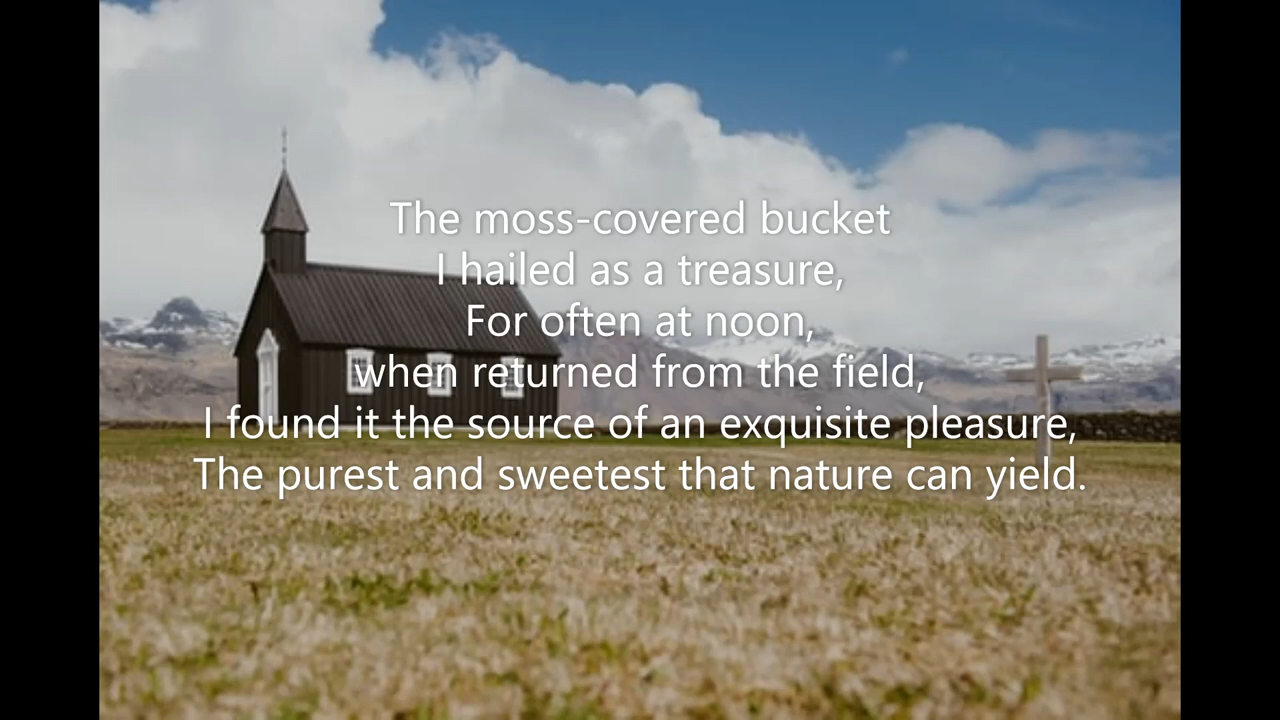 The moss-covered bucket
I hailed as a treasure,
For often at noon,
when returned from the field,
I found it the source of an exquisite pleasure,
The purest and sweetest that nature can yield.